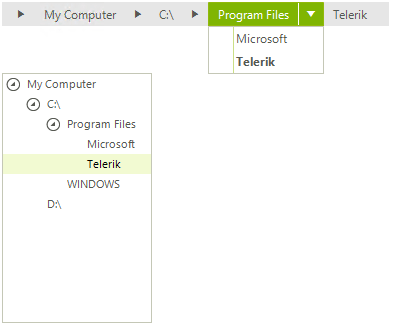 My Computer C:\ Program Files Telerik
Microsoft
Telerik
My Computer
C:\
Program Files
Microsoft
Telerik
WINDOWS
D:\